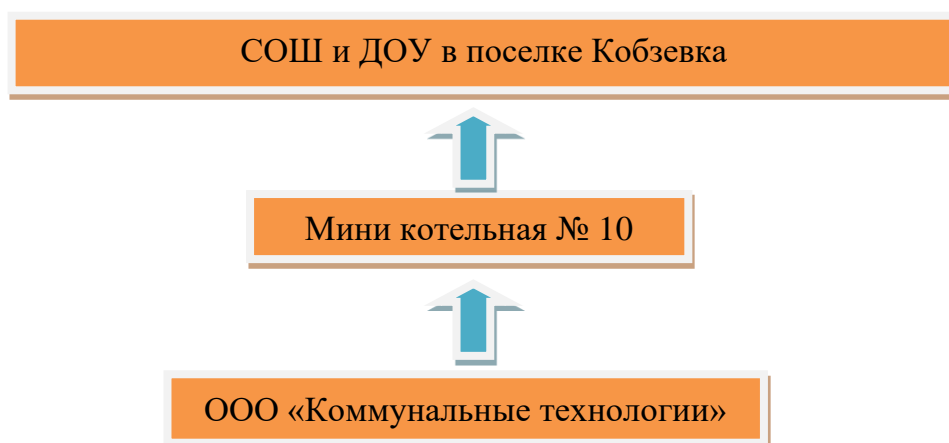 СОШ и ДОУ в поселке Кобзевка
Мини котельная № 10
ООО «Коммунальные технологии»